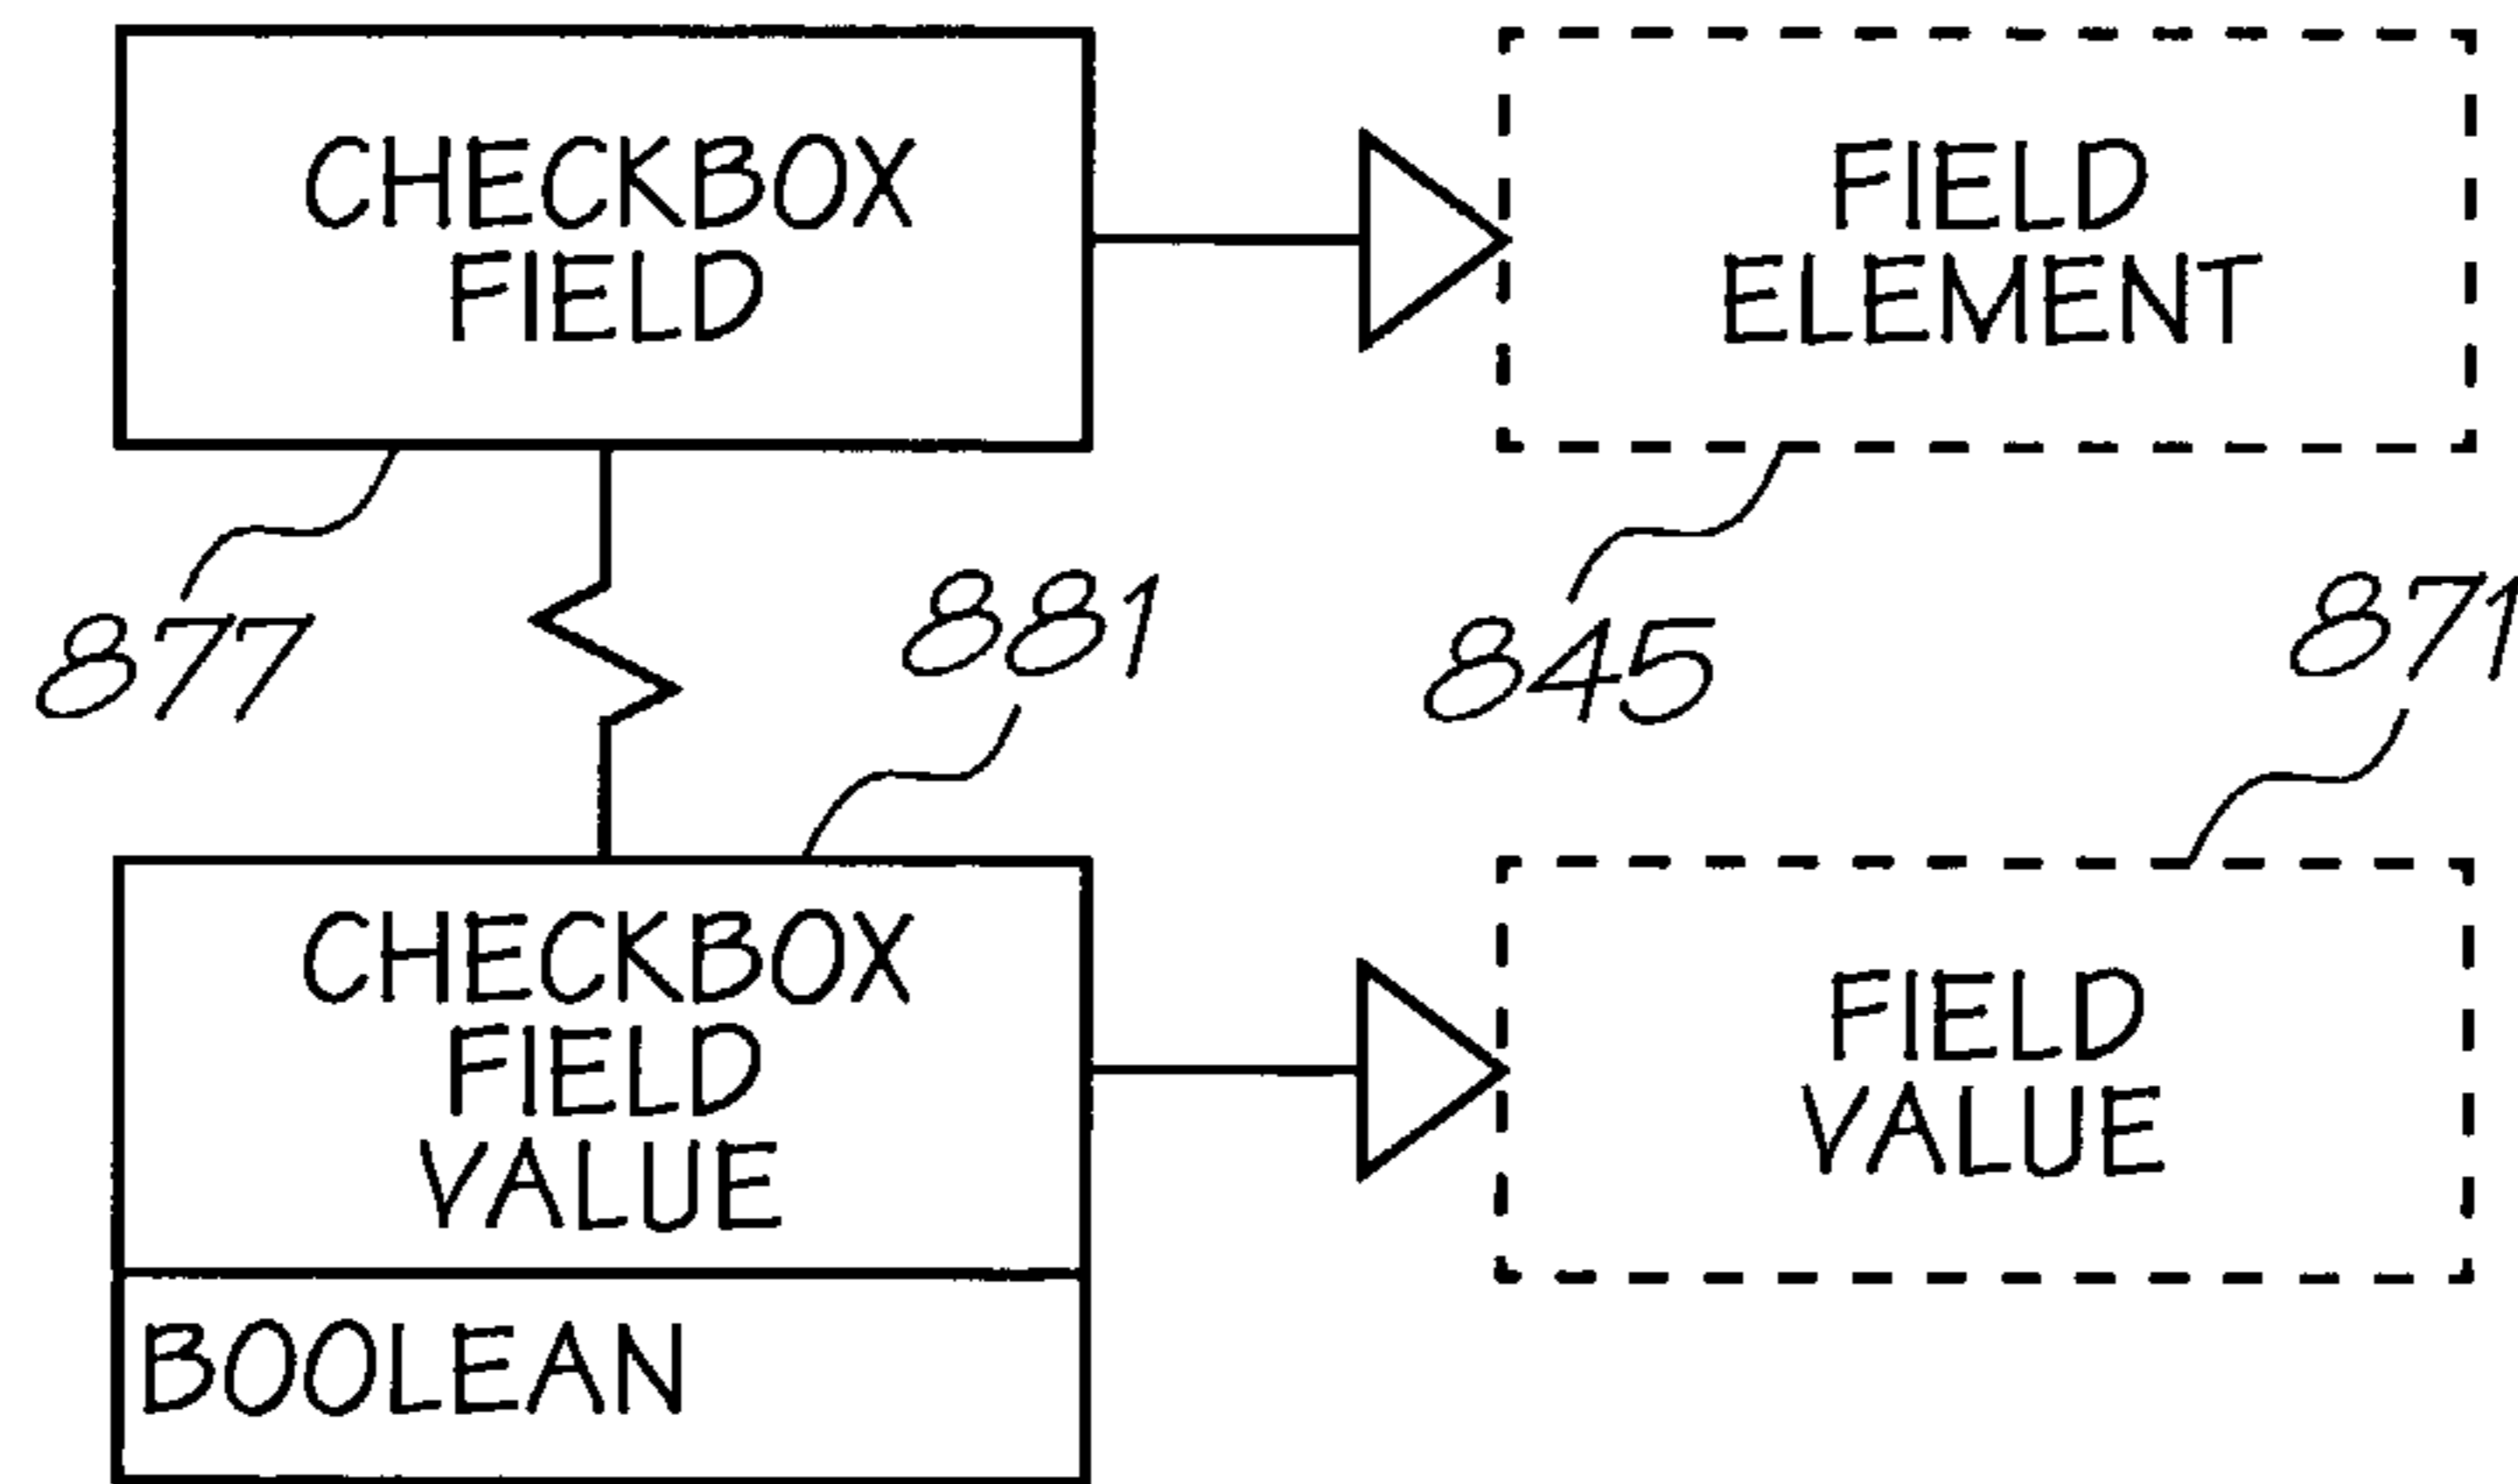 CHECKBOX
FIELD
FIELD
ELEMENT
877
881
845
871
CHECKBOX
FIELD
VALUE
FIELD
VALUE
BOOLEAN